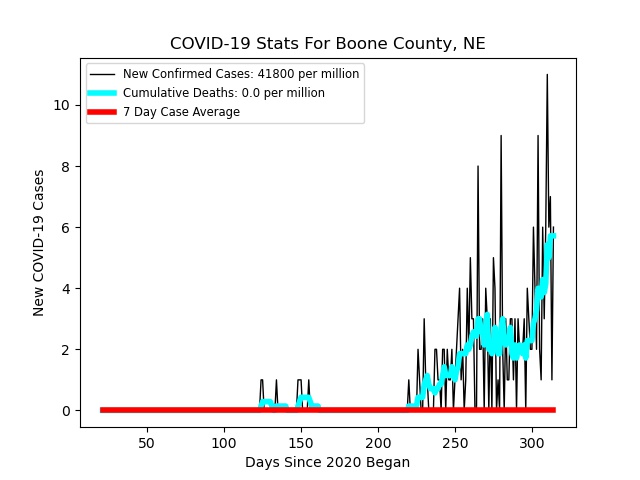 COVID-19 Stats For Boone County, NE
New Confirmed Cases: 41800 per million
Cumulative Deaths: 0.0 per million
7 Day Case Average
New COVID-19 Cases
10
8
6
4
2
0
50 100 150 200 250 300
Days Since 2020 Began